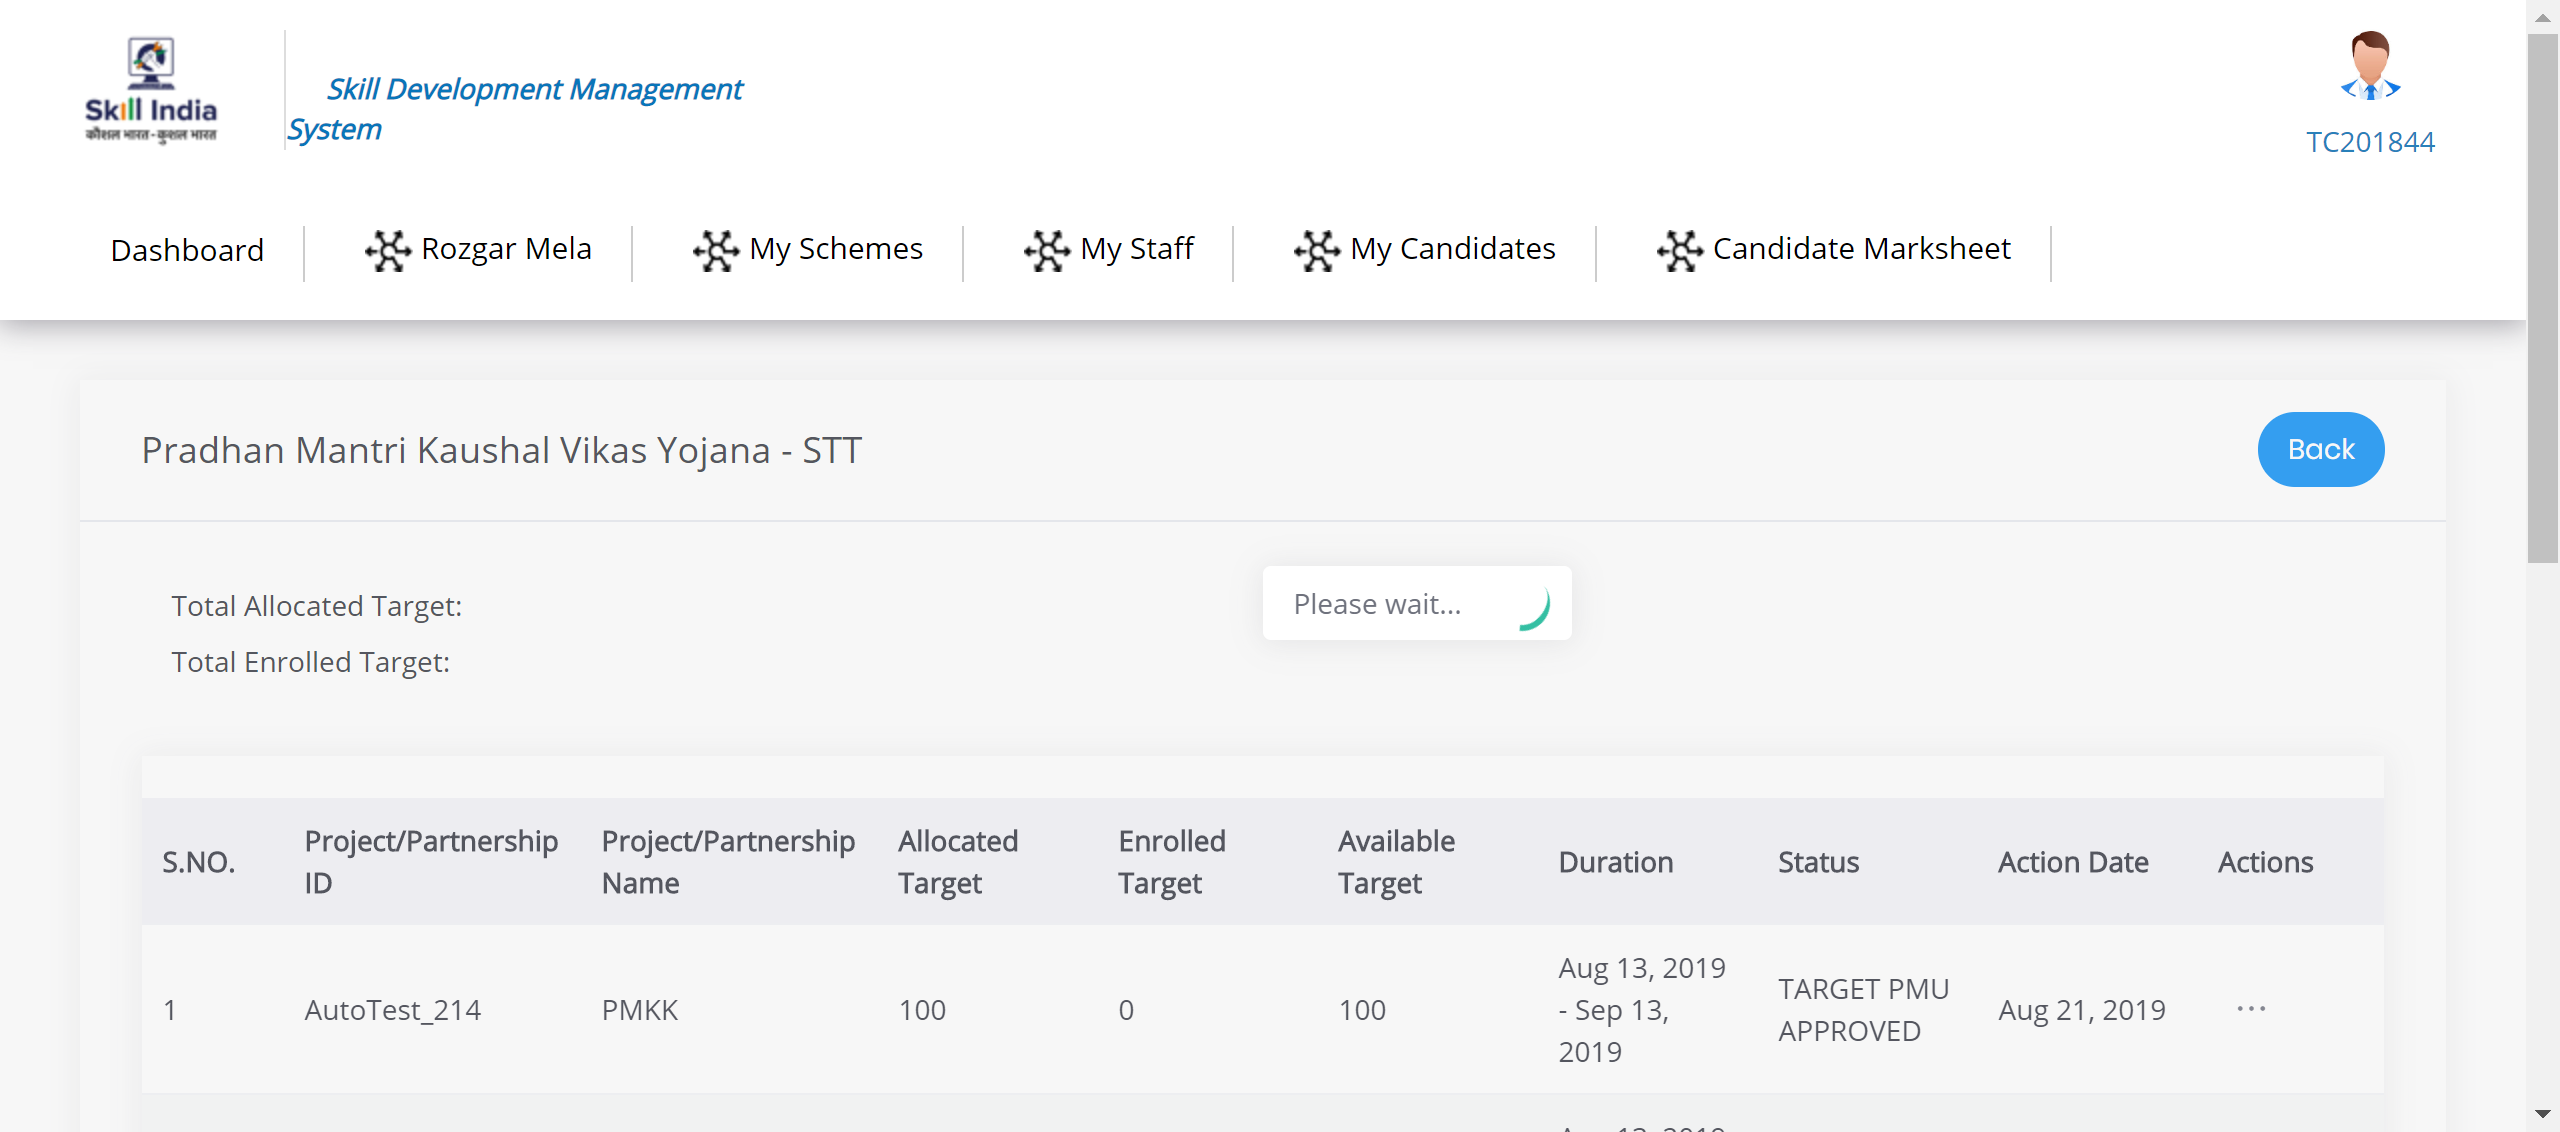 Skill India
कौशल भारत-कुशल भारत
Skill Development Management
System
TC201844
Dashboard
Rozgar Mela
My Schemes
My Staff
My Candidates
Candidate Marksheet
Pradhan Mantri Kaushal Vikas Yojana - STT
Back
Total Allocated Target:
Please wait...
Total Enrolled Target:
S.NO.
Project/Partnership
ID
Project/Partnership
Name
Allocated
Target
Enrolled
Target
Available
Target
Duration
Status
Action Date
Actions
1
AutoTest_214
PMKK
100
0
100
Aug 13, 2019
- Sep 13,
2019
TARGET PMU
APPROVED
Aug 21, 2019
...